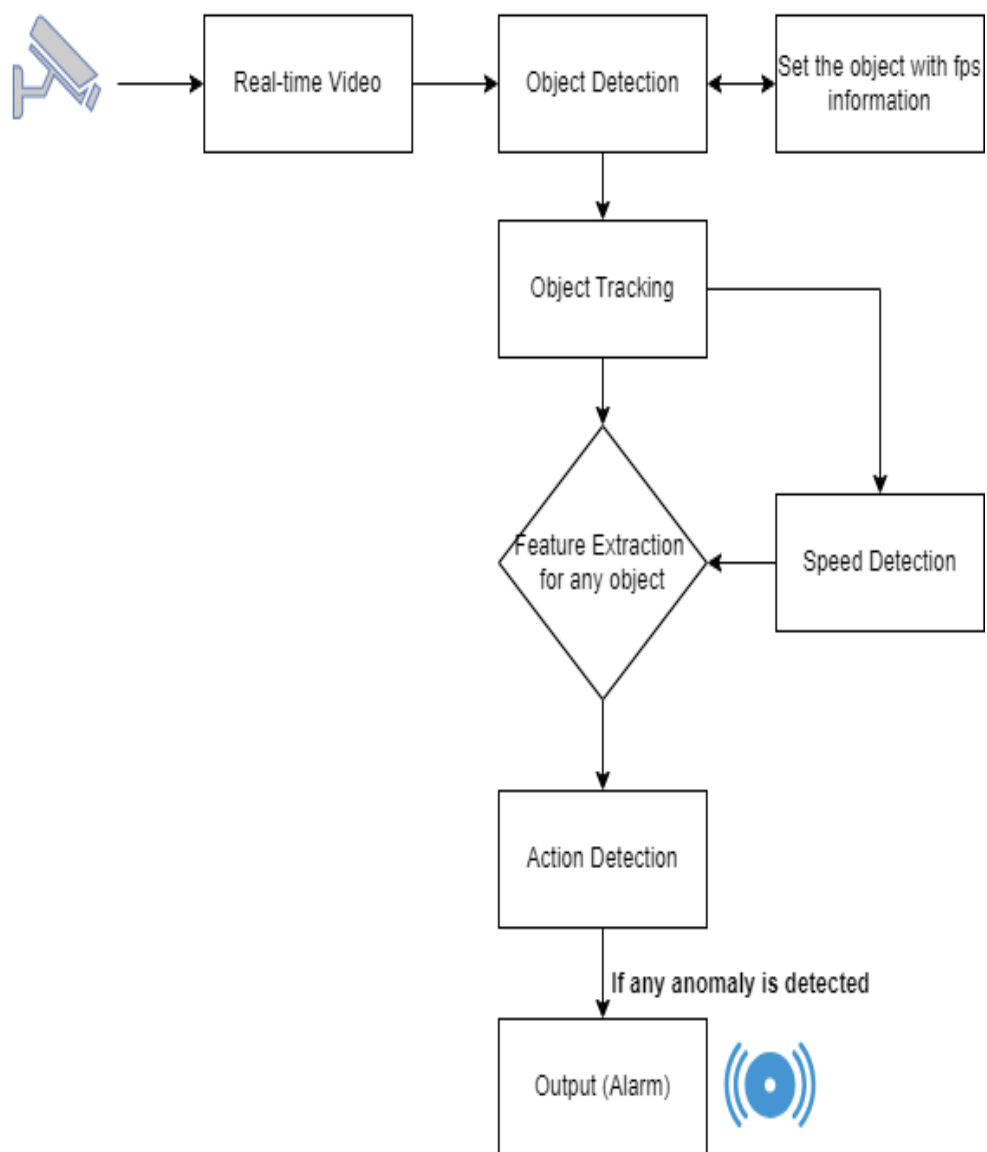 Real-time Video
Object Detection
Set the object with fps
information
Object Tracking
Feature Extraction
for any object
Speed Detection
Action Detection
If any anomaly is detected
Output (Alarm)